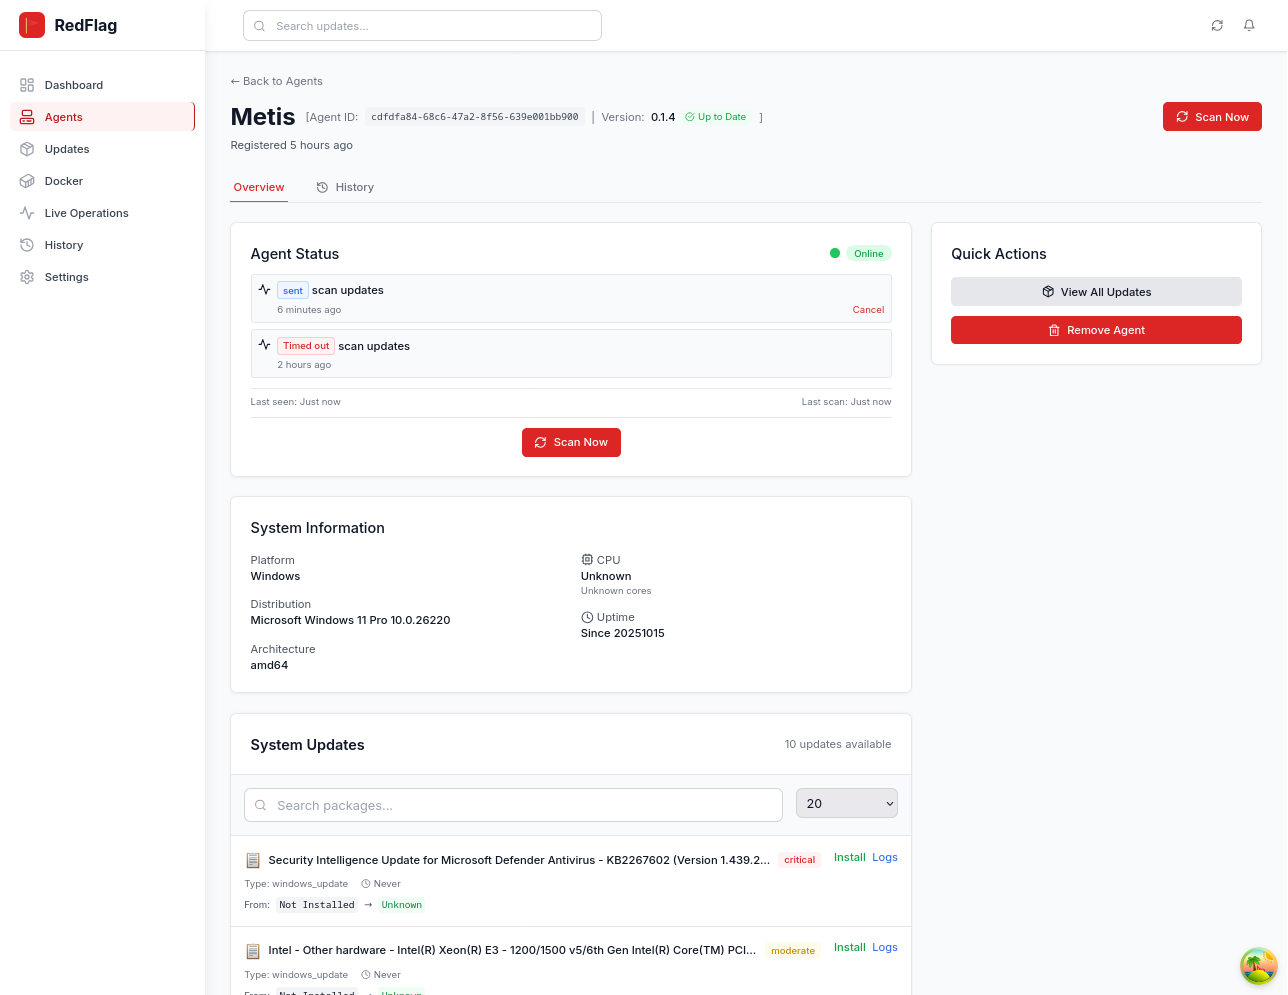 RedFlag
Search updates...
Dashboard
Agents
Updates
Docker
Live Operations
History
Settings
← Back to Agents
Metis [Agent ID: cdfdfa84-68c6-47a2-8f56-639e001bb900 | Version: 0.1.4 Up to Date ]
Scan Now
Registered 5 hours ago
Overview History
Agent Status
Online
sent scan updates
6 minutes ago
Cancel
Timed out scan updates
2 hours ago
Last seen: Just now
Last scan: Just now
Scan Now
Quick Actions
View All Updates
Remove Agent
System Information
Platform
Windows
Distribution
Microsoft Windows 11 Pro 10.0.26220
Architecture
amd64
CPU
Unknown
Unknown cores
Uptime
Since 20251015
System Updates
10 updates available
Search packages...
20
Security Intelligence Update for Microsoft Defender Antivirus - KB2267602 (Version 1.439.2... critical Install Logs
Type: windows_update Never
From: Not Installed → Unknown
Intel - Other hardware - Intel(R) Xeon(R) E3 - 1200/1500 v5/6th Gen Intel(R) Core(TM) PCI... moderate Install Logs
Type: windows_update Never
From: Not Installed → Unknown